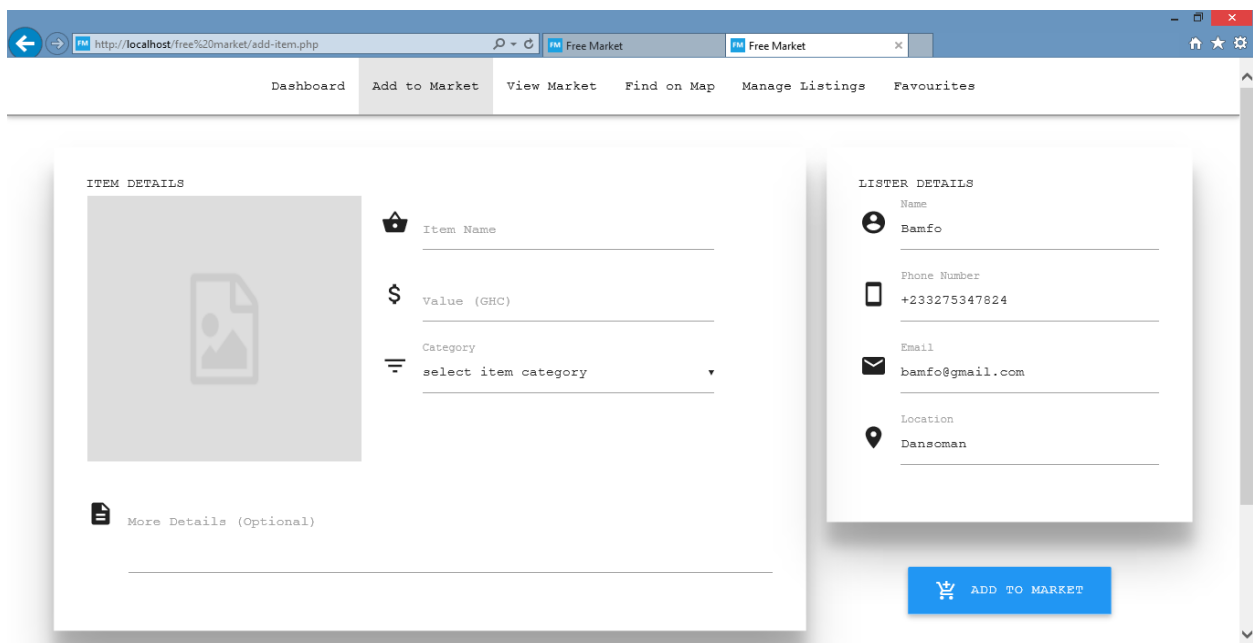 http://localhost/free%20market/add-item.php
FM Free Market
FM Free Market
Dashboard Add to Market View Market Find on Map Manage Listings Favourites
ITEM DETAILS
Item Name
$ Value (GHC)
Category
select item category
More Details (Optional)
LISTER DETAILS
Name
Bamfo
Phone Number
+233275347824
Email
bamfo@gmail.com
Location
Dansoman
ADD TO MARKET